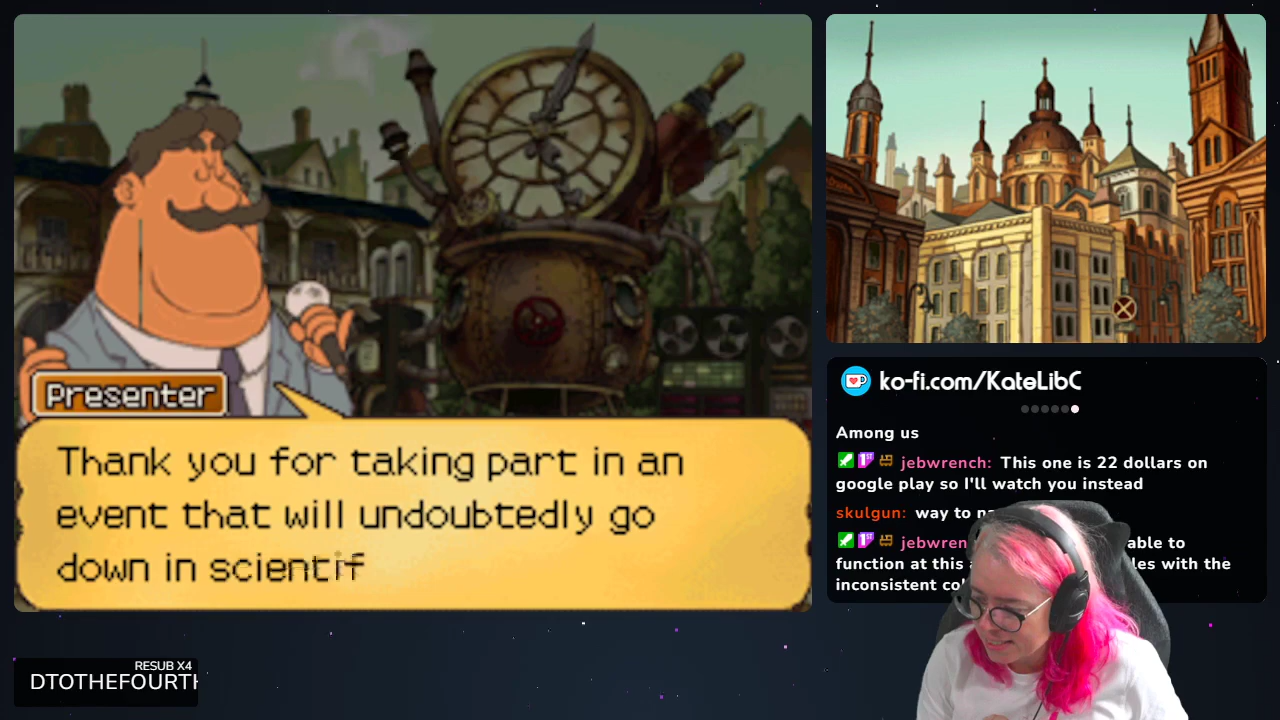 Presenter
Thank you for taking part in an
event that will undoubtedly go
down in scientif
ko-fi.com/KateLibC
Among us
jebwrench: This one is 22 dollars on
google play so I'll watch you instead
skulgun: way to
jebwren
able to
function at this
with the
inconsistent
RESUB X4
DTOTHEFOURTH